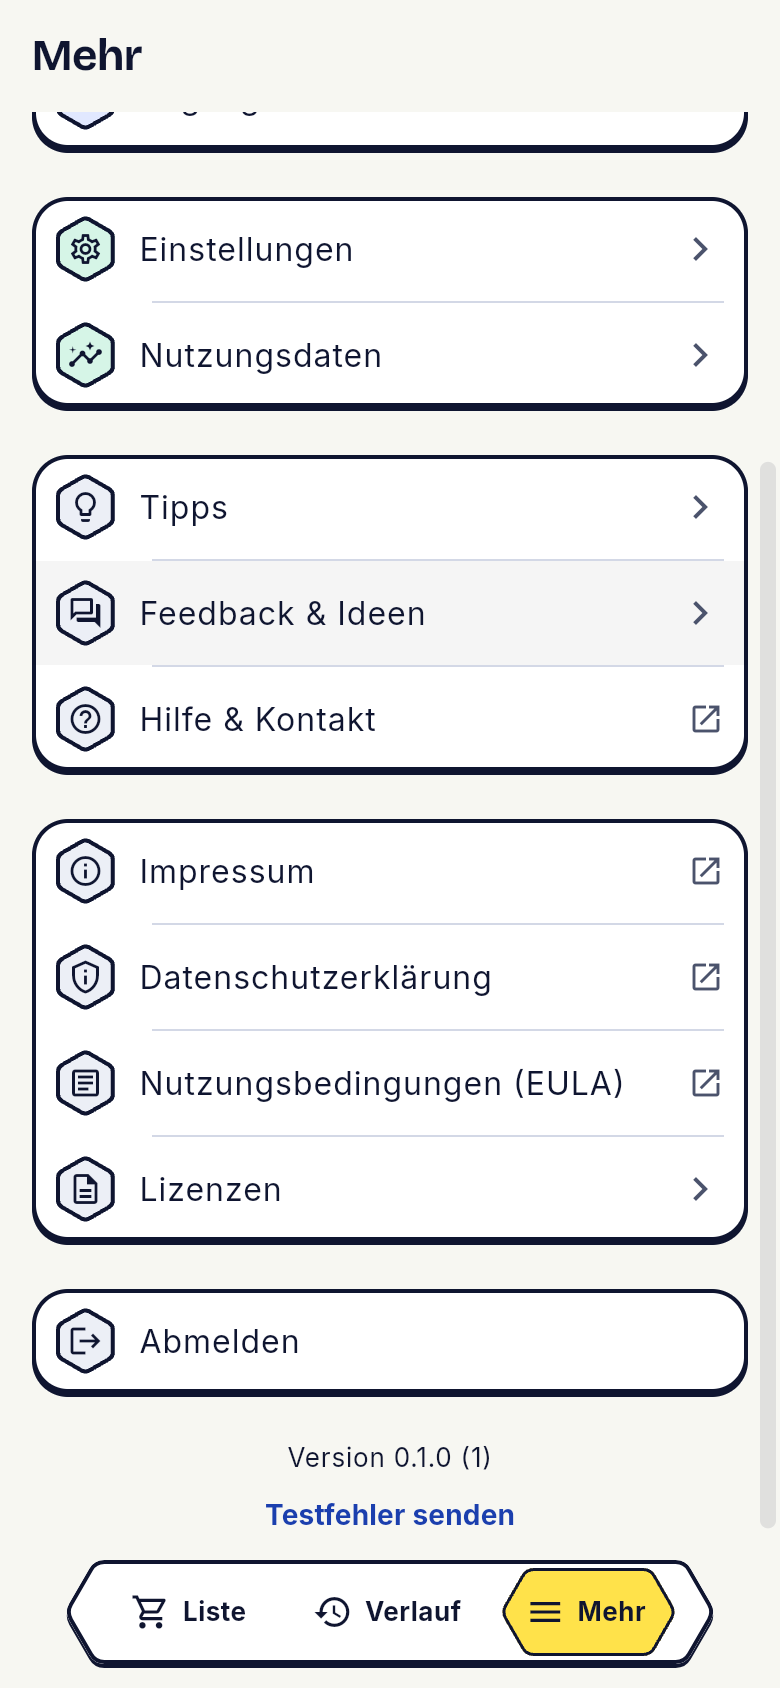 Mehr
Einstellungen
Nutzungsdaten
Tipps
Feedback & Ideen
Hilfe & Kontakt
Impressum
Datenschutzerklärung
Nutzungsbedingungen (EULA)
Lizenzen
Abmelden
Version 0.1.0 (1)
Testfehler senden
Liste
Verlauf
Mehr